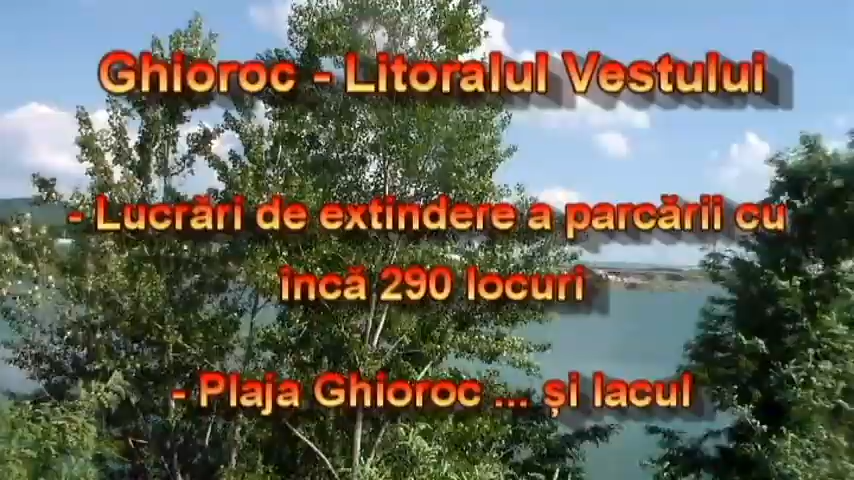 Ghioroc - Litoralul Vestului
- Lucrări de extindere a parcării cu
încă 290 locuri
- Plaja Ghioroc ... și lacul